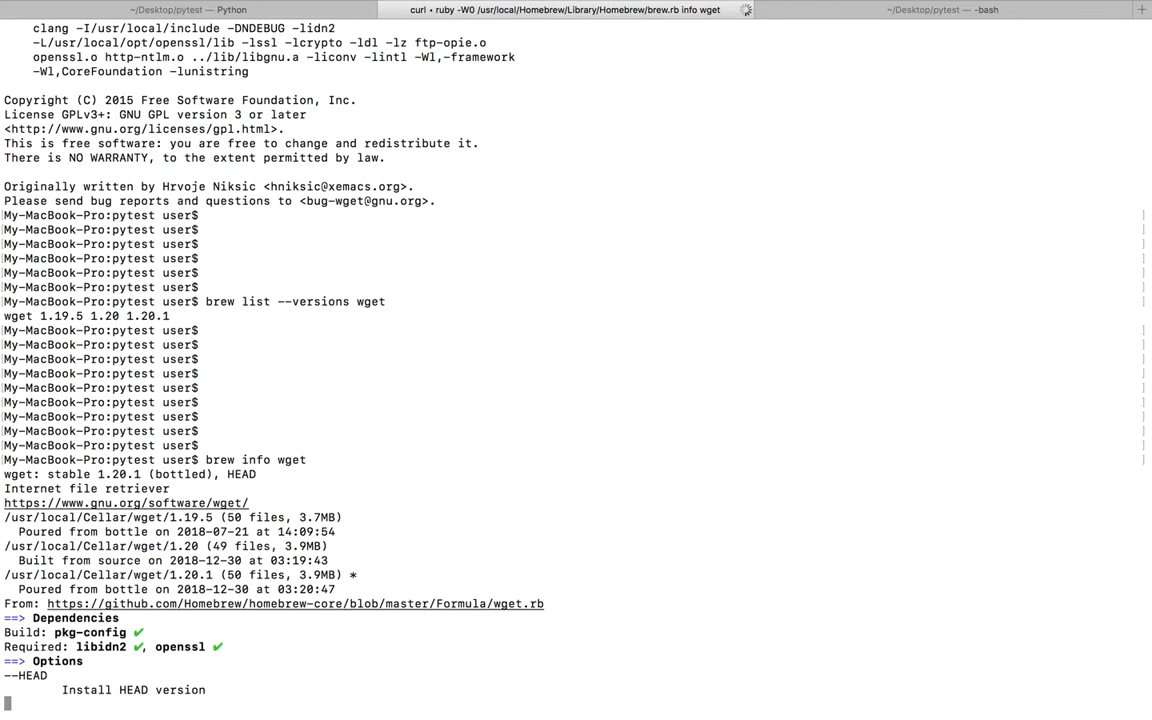 ~/Desktop/pytest — Python
curl • ruby -W0 /usr/local/Homebrew/Library/Homebrew/brew.rb info wget
~/Desktop/pytest — -bash
clang -I/usr/local/include -DNDEBUG -lidn2
-L/usr/local/opt/openssl/lib -lssl -lcrypto -ldl -lz ftp-opie.o
openssl.o http-ntlm.o ../lib/libgnu.a -liconv -lintl -Wl,-framework
-Wl,CoreFoundation -lunistring
Copyright (C) 2015 Free Software Foundation, Inc.
License GPLv3+: GNU GPL version 3 or later
<http://www.gnu.org/licenses/gpl.html>.
This is free software: you are free to change and redistribute it.
There is NO WARRANTY, to the extent permitted by law.
Originally written by Hrvoje Niksic <hniksic@xemacs.org>.
Please send bug reports and questions to <bug-wget@gnu.org>.
My-MacBook-Pro:pytest user$
My-MacBook-Pro:pytest user$
My-MacBook-Pro:pytest user$
My-MacBook-Pro:pytest user$
My-MacBook-Pro:pytest user$
My-MacBook-Pro:pytest user$
My-MacBook-Pro:pytest user$ brew list --versions wget
wget 1.19.5 1.20 1.20.1
My-MacBook-Pro:pytest user$
My-MacBook-Pro:pytest user$
My-MacBook-Pro:pytest user$
My-MacBook-Pro:pytest user$
My-MacBook-Pro:pytest user$
My-MacBook-Pro:pytest user$
My-MacBook-Pro:pytest user$
My-MacBook-Pro:pytest user$
My-MacBook-Pro:pytest user$
My-MacBook-Pro:pytest user$ brew info wget
wget: stable 1.20.1 (bottled), HEAD
Internet file retriever
https://www.gnu.org/software/wget/
/usr/local/Cellar/wget/1.19.5 (50 files, 3.7MB)
Poured from bottle on 2018-07-21 at 14:09:54
/usr/local/Cellar/wget/1.20 (49 files, 3.9MB)
Built from source on 2018-12-30 at 03:19:43
/usr/local/Cellar/wget/1.20.1 (50 files, 3.9MB) *
Poured from bottle on 2018-12-30 at 03:20:47
From: https://github.com/Homebrew/homebrew-core/blob/master/Formula/wget.rb
==> Dependencies
Build: pkg-config ✔
Required: libidn2 ✔, openssl ✔
==> Options
--HEAD
Install HEAD version